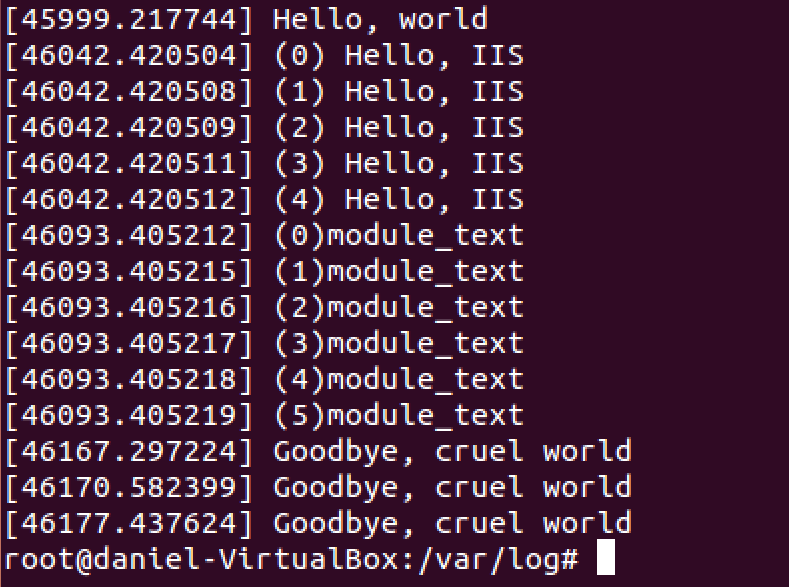 [45999.217744] Hello, world
[46042.420504] (0) Hello, IIS
[46042.420508] (1) Hello, IIS
[46042.420509] (2) Hello, IIS
[46042.420511] (3) Hello, IIS
[46042.420512] (4) Hello, IIS
[46093.405212] (0)module_text
[46093.405215] (1)module_text
[46093.405216] (2)module_text
[46093.405217] (3)module_text
[46093.405218] (4)module_text
[46093.405219] (5)module_text
[46167.297224] Goodbye, cruel world
[46170.582399] Goodbye, cruel world
[46177.437624] Goodbye, cruel world
root@daniel-VirtualBox:/var/log#